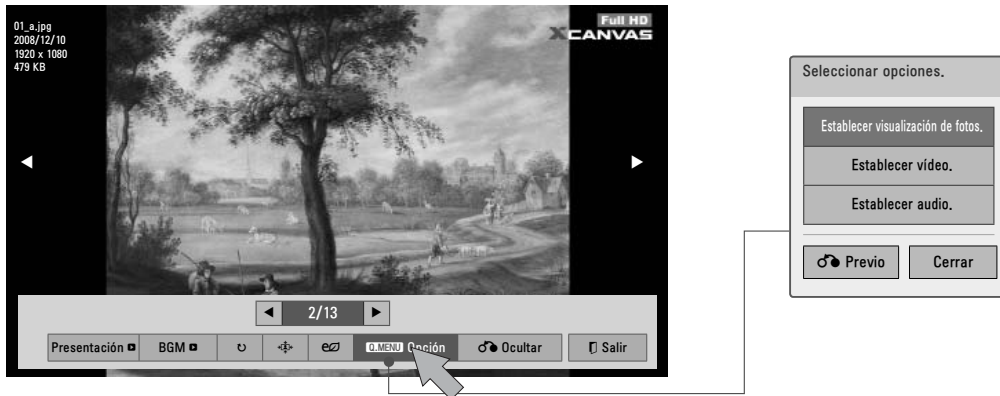 01_a.jpg
2008/12/10
1920 x 1080
479 KB
Full HD
XCANVAS
2/13
Presentación
BGM
Q.MENU Opción
Ocultar
Salir
Seleccionar opciones.
Establecer visualización de fotos.
Establecer vídeo.
Establecer audio.
Previo
Cerrar